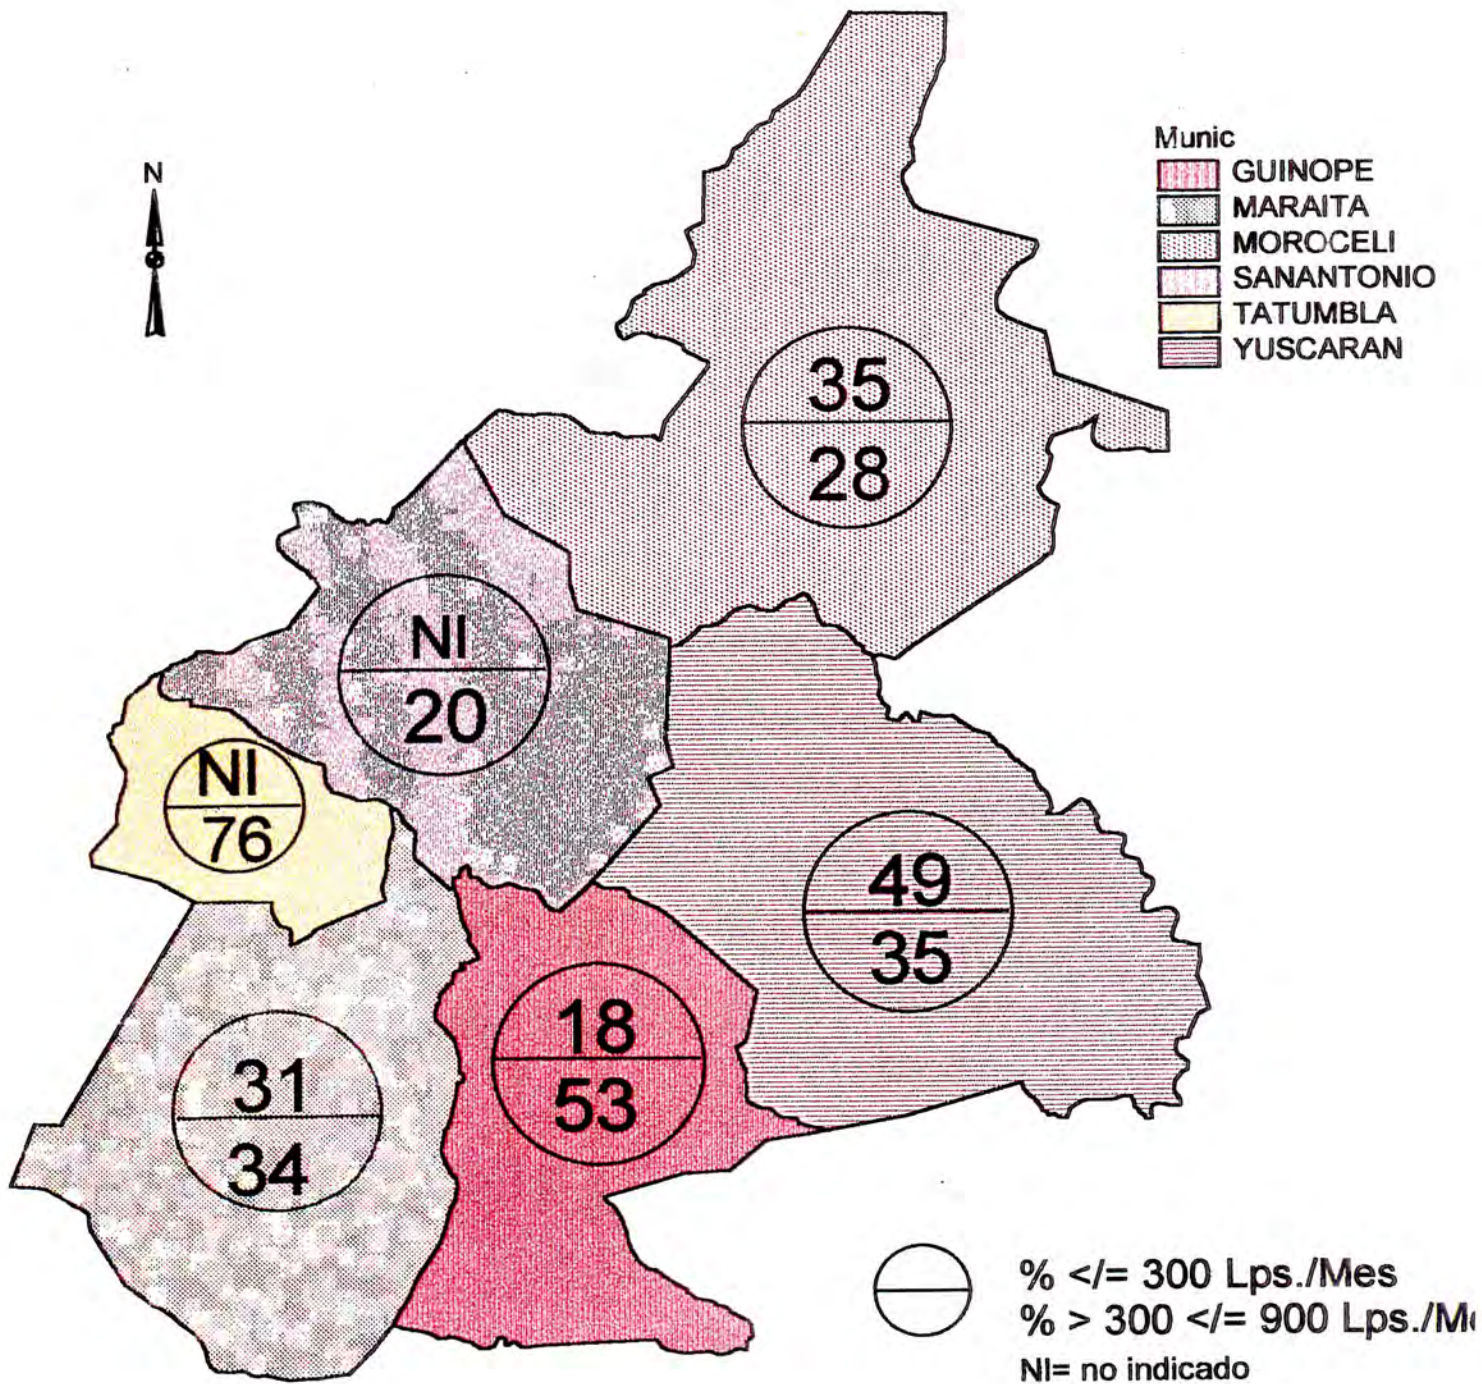 N
Munic
GUINOPE
MARAITA
MOROCELI
SANANTONIO
TATUMBLA
YUSCARAN
35
28
NI
20
NI
76
49
35
18
53
31
34
% </= 300 Lps./Mes
% > 300 </= 900 Lps./M
NI= no indicado